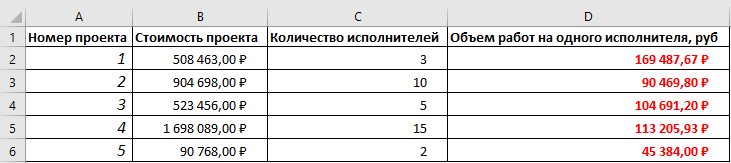 A B C D
1 Номер проекта Стоимость проекта Количество исполнителей Объем работ на одного исполнителя, руб
2 1 508 463,00 ₽ 3 169 487,67 ₽
3 2 904 698,00 ₽ 10 90 469,80 ₽
4 3 523 456,00 ₽ 5 104 691,20 ₽
5 4 1 698 089,00 ₽ 15 113 205,93 ₽
6 5 90 768,00 ₽ 2 45 384,00 ₽